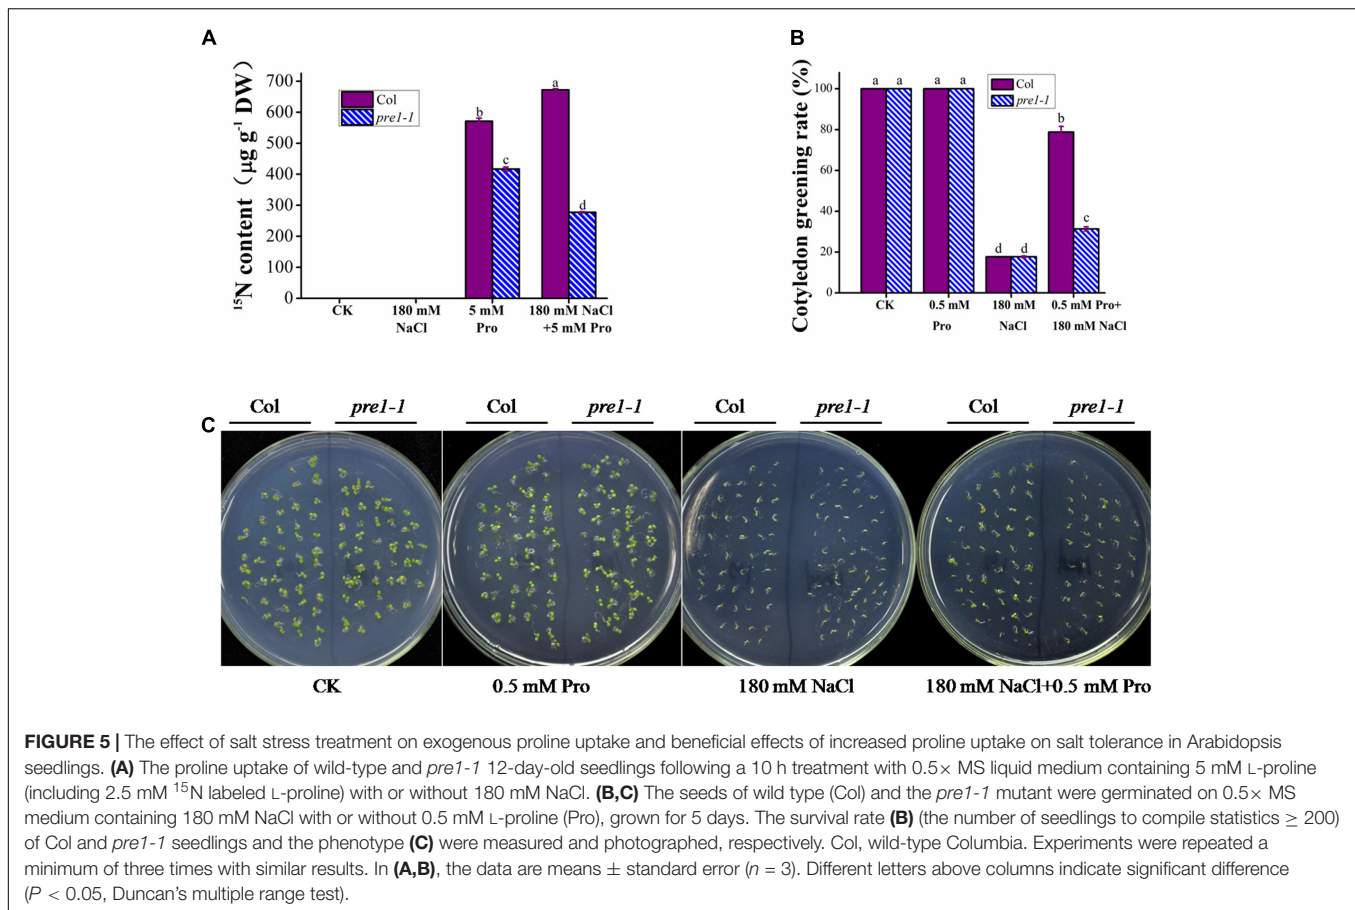 A
¹⁵N content（μg g⁻¹ DW）
700
600
500
400
300
200
100
0
Col
pre1-1
b
c
a
d
CK
180 mM
NaCl
5 mM
Pro
180 mM NaCl
+5 mM Pro
B
Cotyledon greening rate (%)
100
80
60
40
20
0
Col
pre1-1
a a a a
d d
b
c
CK
0.5 mM
Pro
180 mM
NaCl
0.5 mM Pro+
180 mM NaCl
C
Col pre1-1 Col pre1-1 Col pre1-1 Col pre1-1
CK 0.5 mM Pro 180 mM NaCl 180 mM NaCl+0.5 mM Pro
FIGURE 5 | The effect of salt stress treatment on exogenous proline uptake and beneficial effects of increased proline uptake on salt tolerance in Arabidopsis
seedlings. (A) The proline uptake of wild-type and pre1-1 12-day-old seedlings following a 10 h treatment with 0.5× MS liquid medium containing 5 mM L-proline
(including 2.5 mM ¹⁵N labeled L-proline) with or without 180 mM NaCl. (B,C) The seeds of wild type (Col) and the pre1-1 mutant were germinated on 0.5× MS
medium containing 180 mM NaCl with or without 0.5 mM L-proline (Pro), grown for 5 days. The survival rate (B) (the number of seedlings to compile statistics ≥ 200)
of Col and pre1-1 seedlings and the phenotype (C) were measured and photographed, respectively. Col, wild-type Columbia. Experiments were repeated a
minimum of three times with similar results. In (A,B), the data are means ± standard error (n = 3). Different letters above columns indicate significant difference
(P < 0.05, Duncan's multiple range test).